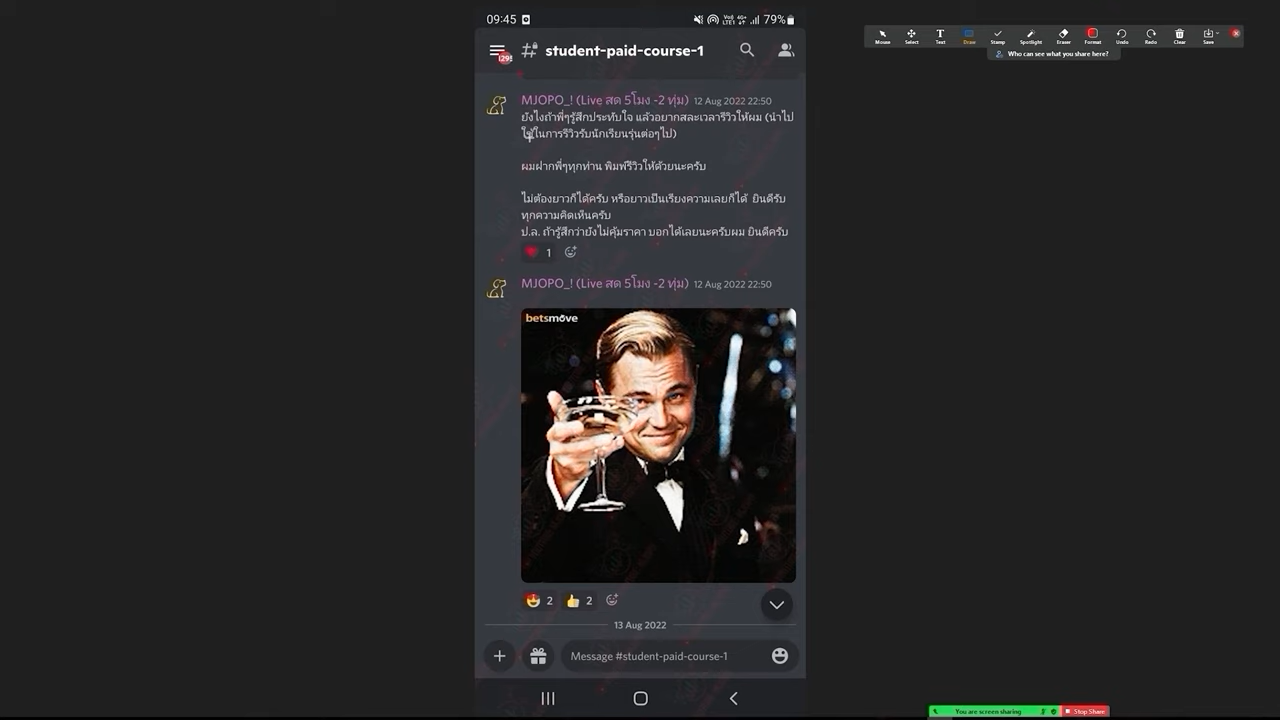 09:45
79%
129
student-paid-course-1
MJOPO_! (Live สด 5โมง -2 ทุ่ม) 12 Aug 2022 22:50
ยังไงถ้าพี่ๆรู้สึกประทับใจ แล้วอยากสละเวลารีวิวให้ผม (นำไป
ใช้ในการรีวิวรับนักเรียนรุ่นต่อๆไป)
ผมฝากพี่ๆทุกท่าน พิมพ์รีวิวให้ด้วยนะครับ
ไม่ต้องยาวก็ได้ครับ หรือยาวเป็นเรียงความเลยก็ได้ ยินดีรับ
ทุกความคิดเห็นครับ
ป.ล. ถ้ารู้สึกว่ายังไม่คุ้มราคา บอกได้เลยนะครับผม ยินดีครับ
1
MJOPO_! (Live สด 5โมง -2 ทุ่ม) 12 Aug 2022 22:50
betsmove
2 2
13 Aug 2022
Message #student-paid-course-1
Mouse Select Text Draw Stamp Spotlight Eraser Format Undo Redo Clear Save
Who can see what you share here?
You are screen sharing Stop Share